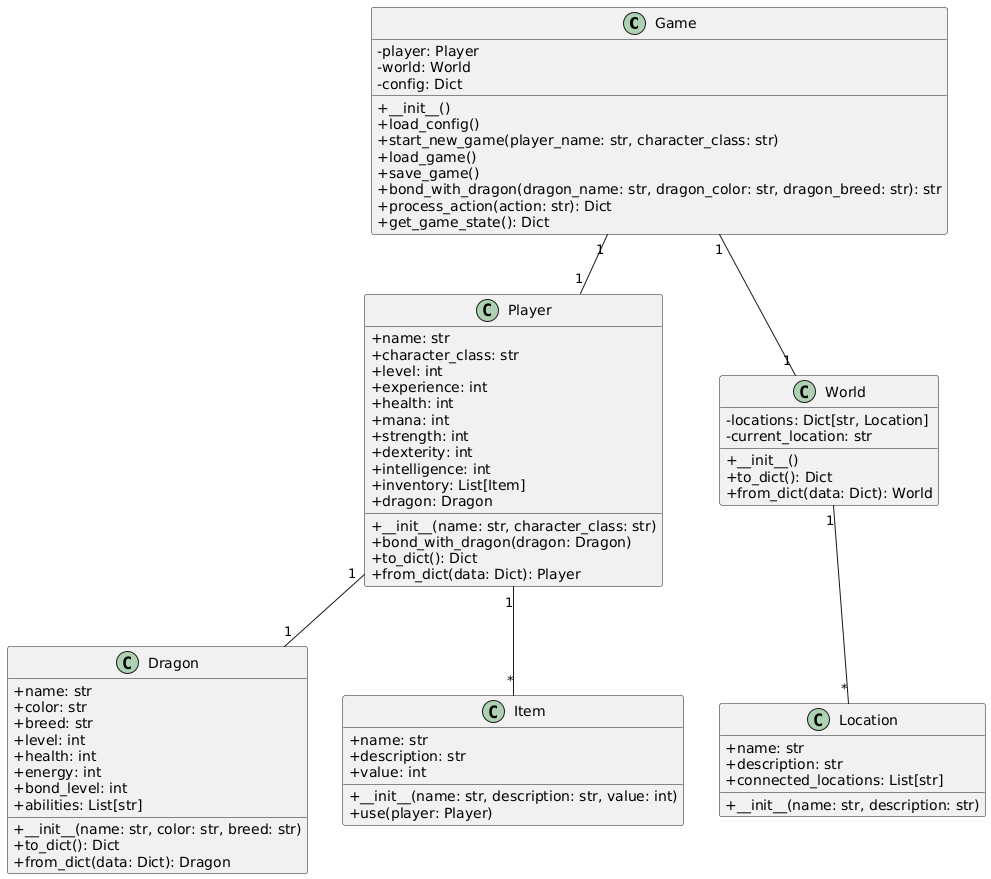 C Game
-player: Player
-world: World
-config: Dict
+__init__()
+load_config()
+start_new_game(player_name: str, character_class: str)
+load_game()
+save_game()
+bond_with_dragon(dragon_name: str, dragon_color: str, dragon_breed: str): str
+process_action(action: str): Dict
+get_game_state(): Dict
1
1
1
1
C Player
+name: str
+character_class: str
+level: int
+experience: int
+health: int
+mana: int
+strength: int
+dexterity: int
+intelligence: int
+inventory: List[Item]
+dragon: Dragon
+__init__(name: str, character_class: str)
+bond_with_dragon(dragon: Dragon)
+to_dict(): Dict
+from_dict(data: Dict): Player
C World
-locations: Dict[str, Location]
-current_location: str
+__init__()
+to_dict(): Dict
+from_dict(data: Dict): World
1
1
1
*
1
*
C Dragon
+name: str
+color: str
+breed: str
+level: int
+health: int
+energy: int
+bond_level: int
+abilities: List[str]
+__init__(name: str, color: str, breed: str)
+to_dict(): Dict
+from_dict(data: Dict): Dragon
C Item
+name: str
+description: str
+value: int
+__init__(name: str, description: str, value: int)
+use(player: Player)
C Location
+name: str
+description: str
+connected_locations: List[str]
+__init__(name: str, description: str)